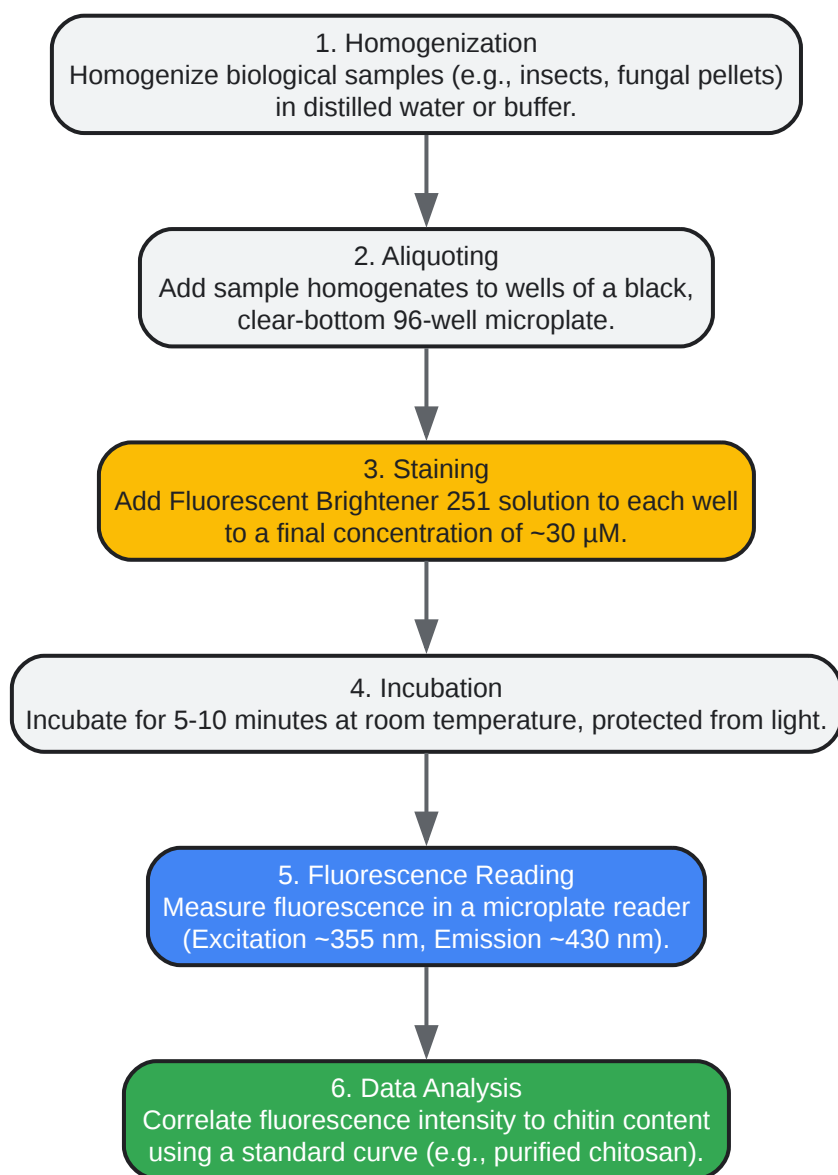 1. Homogenization
Homogenize biological samples (e.g., insects, fungal pellets)
in distilled water or buffer.
2. Aliquoting
Add sample homogenates to wells of a black,
clear-bottom 96-well microplate.
3. Staining
Add Fluorescent Brightener 251 solution to each well
to a final concentration of ~30 µM.
4. Incubation
Incubate for 5-10 minutes at room temperature, protected from light.
5. Fluorescence Reading
Measure fluorescence in a microplate reader
(Excitation ~355 nm, Emission ~430 nm).
6. Data Analysis
Correlate fluorescence intensity to chitin content
using a standard curve (e.g., purified chitosan).